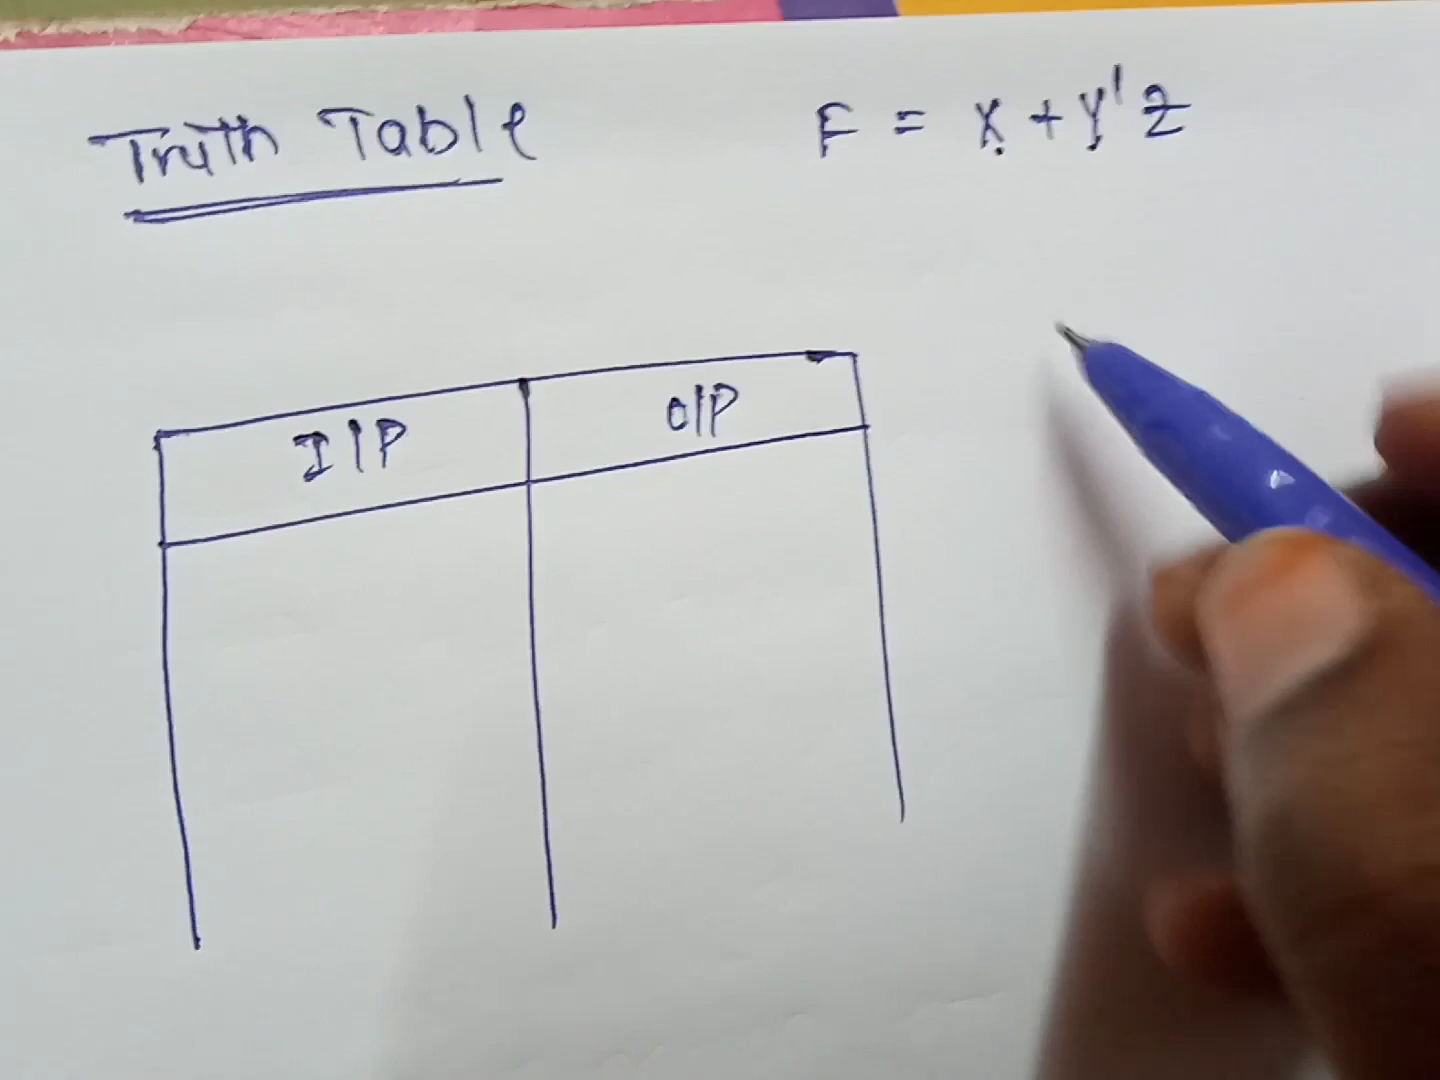 Truth Table
F = X + Y'Z
I/P
O/P